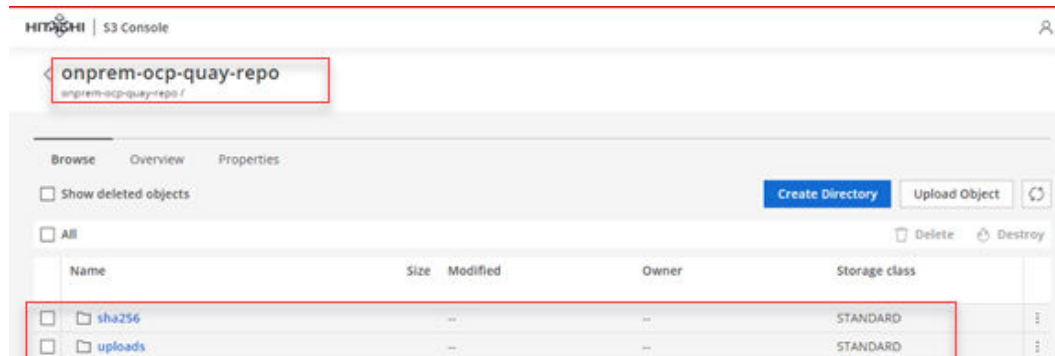 HITACHI | S3 Console
onprem-ocp-quay-repo
onprem-ocp-quay-repo /
Browse Overview Properties
Show deleted objects Create Directory Upload Object
All Delete Destroy
Name Size Modified Owner Storage class
sha256 -- -- STANDARD
uploads -- -- STANDARD